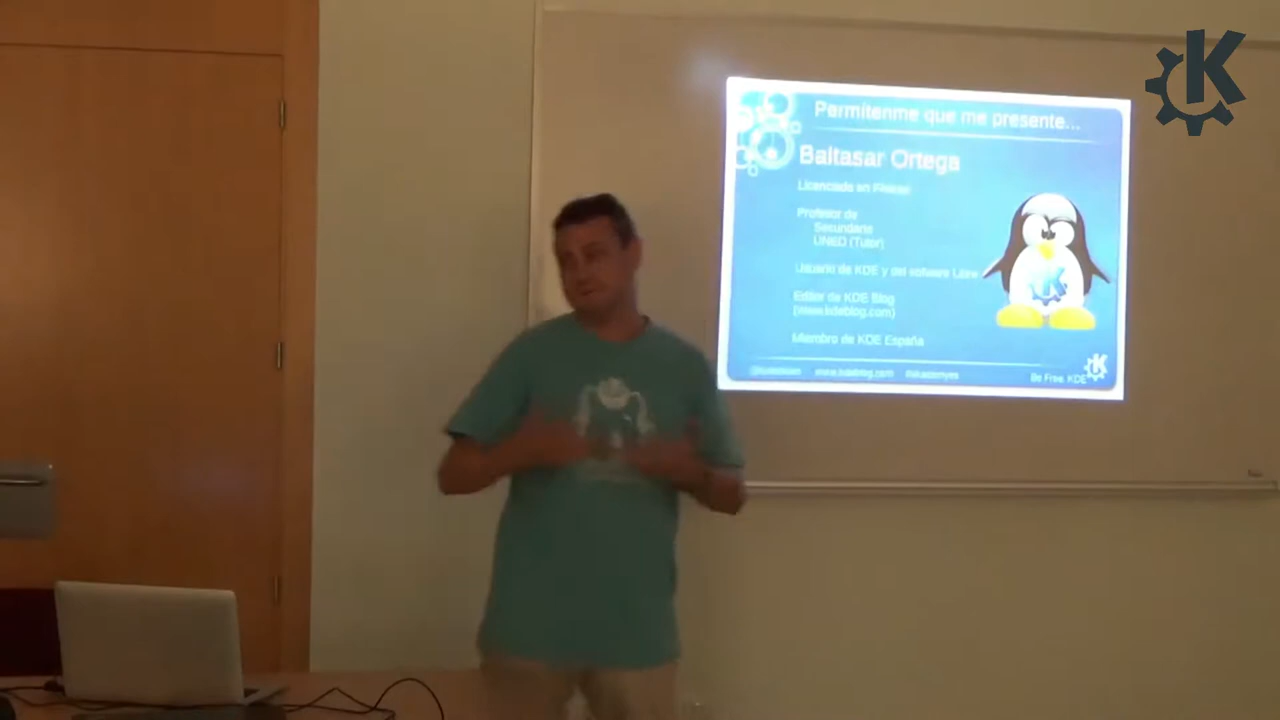 Permítenme que me presente...
Baltasar Ortega
Licenciado en Físicas
Profesor de
Secundaria
UNED (Tutor)
Usuario de KDE y del software Libre
Editor de KDE Blog
(www.kdeblog.com)
Miembro de KDE España
www.kdeblog.com
Be Free. KDE
K